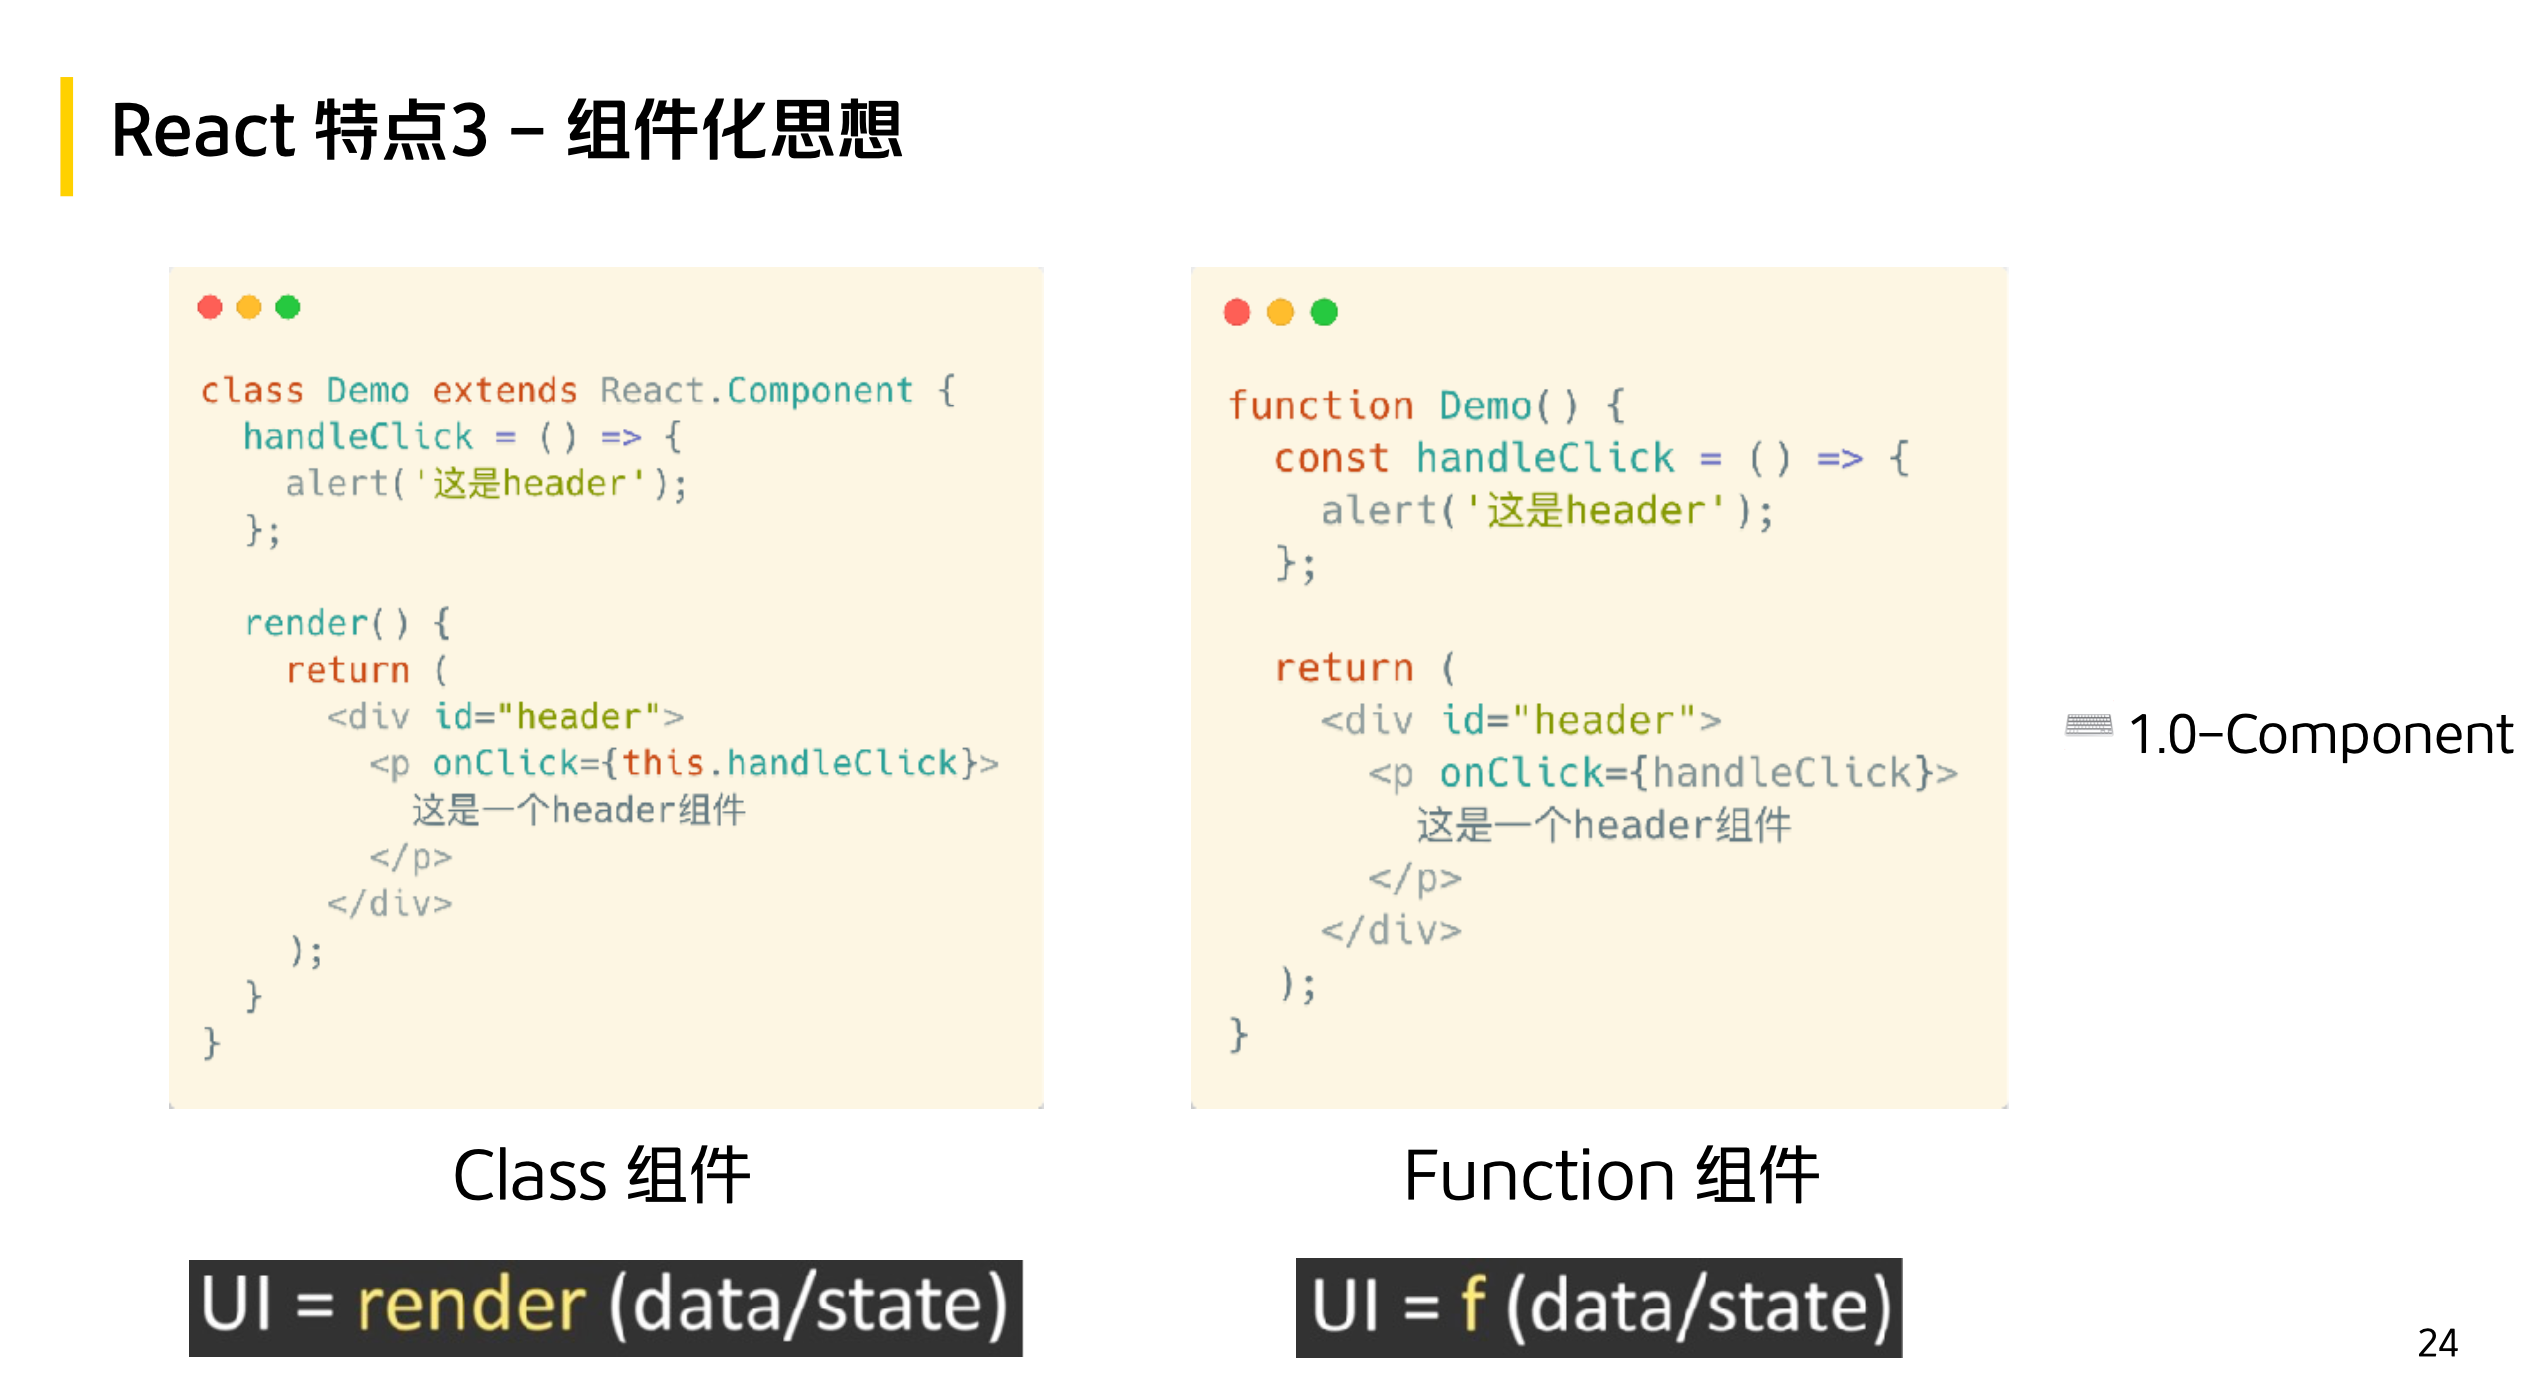 React 特点3 – 组件化思想
class Demo extends React.Component {
  handleClick = () => {
    alert('这是header');
  };

  render() {
    return (
      <div id="header">
        <p onClick={this.handleClick}>
          这是一个header组件
        </p>
      </div>
    );
  }
}
Class 组件
UI = render (data/state)
function Demo() {
  const handleClick = () => {
    alert('这是header');
  };

  return (
    <div id="header">
      <p onClick={handleClick}>
        这是一个header组件
      </p>
    </div>
  );
}
Function 组件
UI = f (data/state)
⌨️ 1.0–Component
24